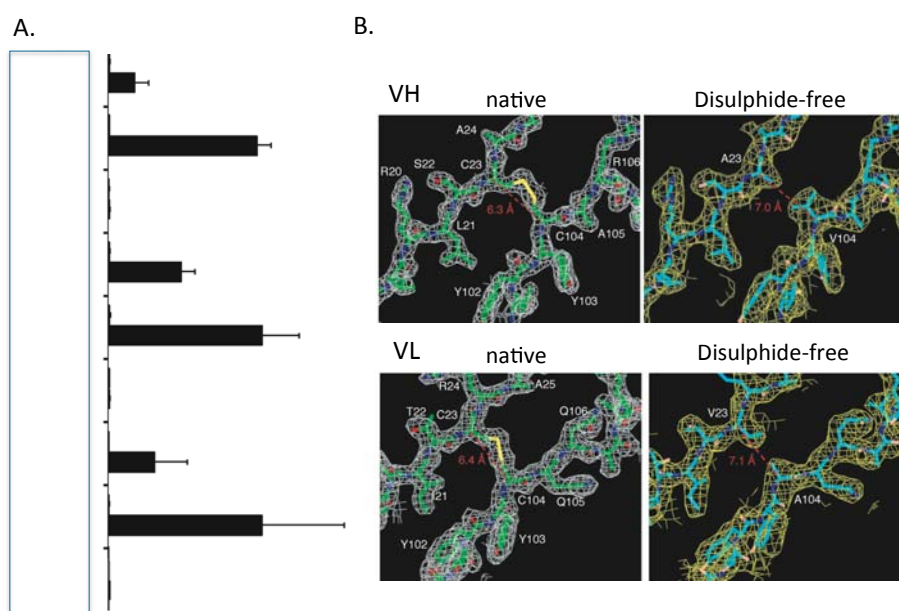 A.
B.
VH
native
Disulphide-free
A24
C23
S22
R20
R106
6.3 Å
L21
C104
A105
Y102
Y103
A23
7.0 Å
V104
VL
native
Disulphide-free
R24
A25
T22
C23
Q106
6.4 Å
I21
C104
Q105
Y102
Y103
V23
7.1 Å
A104